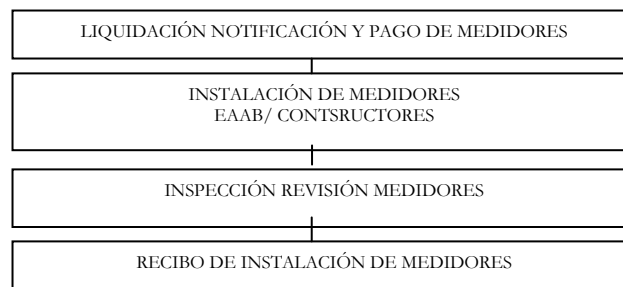 LIQUIDACIÓN NOTIFICACIÓN Y PAGO DE MEDIDORES
INSTALACIÓN DE MEDIDORES
EAAB/ CONTSRUCTORES
INSPECCIÓN REVISIÓN MEDIDORES
RECIBO DE INSTALACIÓN DE MEDIDORES